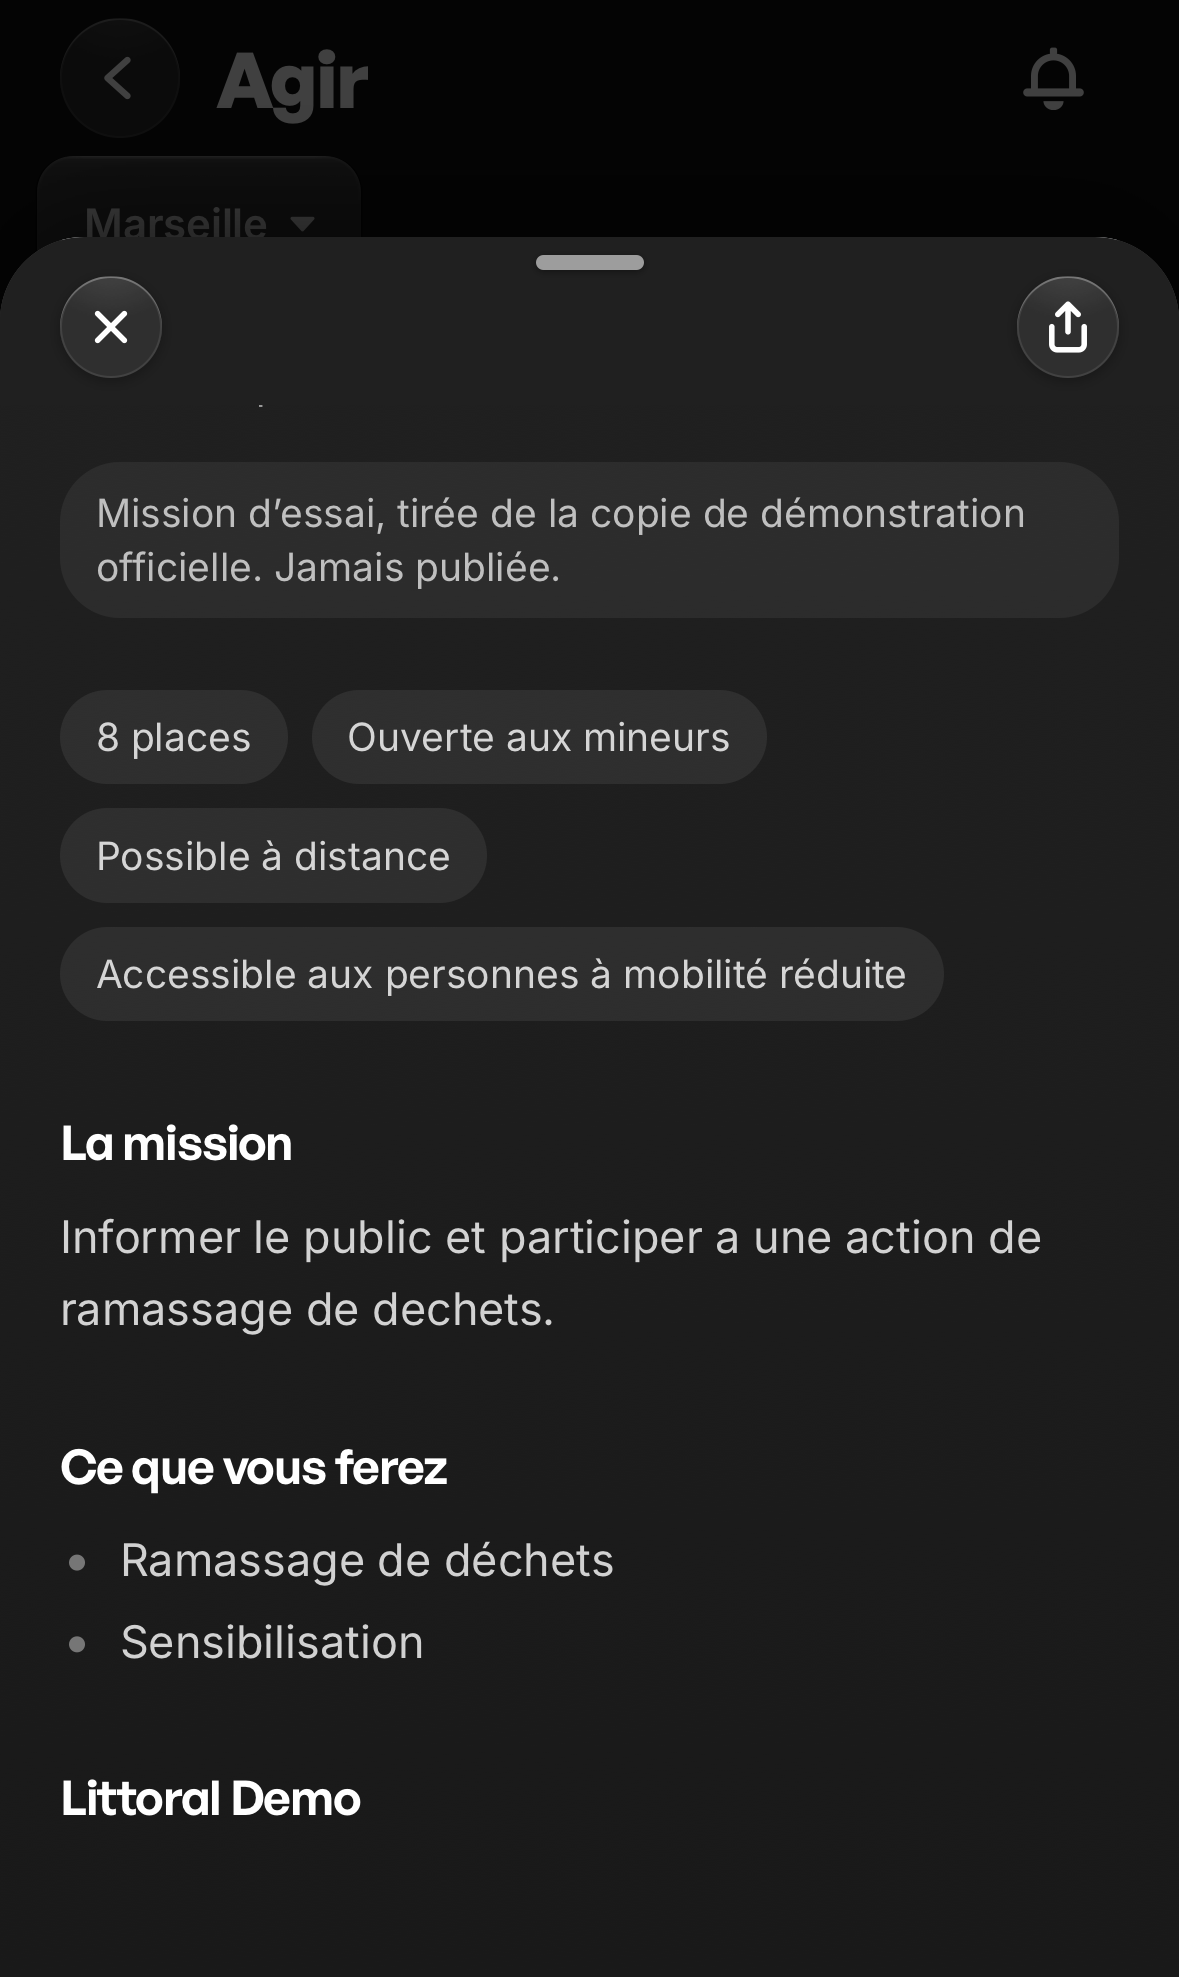 Agir
Marseille
Mission d’essai, tirée de la copie de démonstration
officielle. Jamais publiée.
8 places
Ouverte aux mineurs
Possible à distance
Accessible aux personnes à mobilité réduite
La mission
Informer le public et participer a une action de
ramassage de dechets.
Ce que vous ferez
Ramassage de déchets
Sensibilisation
Littoral Demo